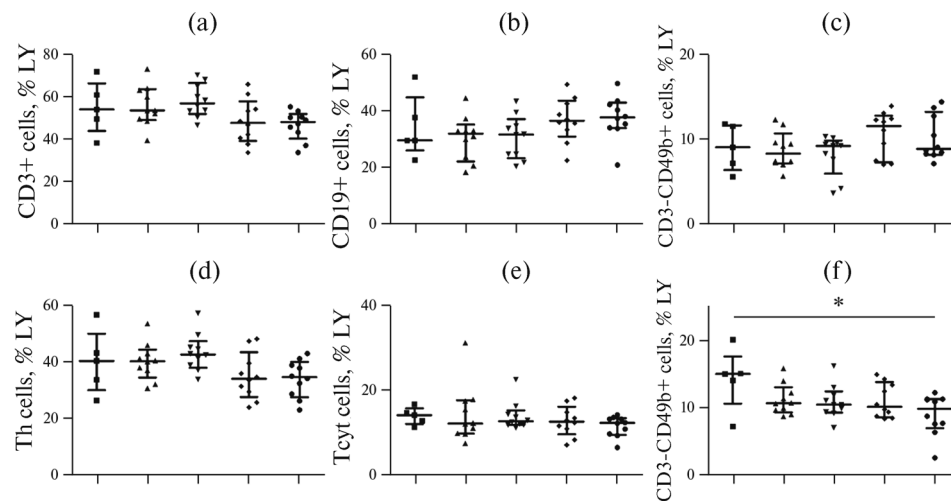 (a) (b) (c)
CD3+ cells, % LY
80
60
40
20
0
CD19+ cells, % LY
60
40
20
0
CD3-CD49b+ cells, % LY
20
10
0
(d) (e) (f)
Th cells, % LY
60
40
20
0
Tcyt cells, % LY
40
20
0
CD3-CD49b+ cells, % LY
20
10
0
*